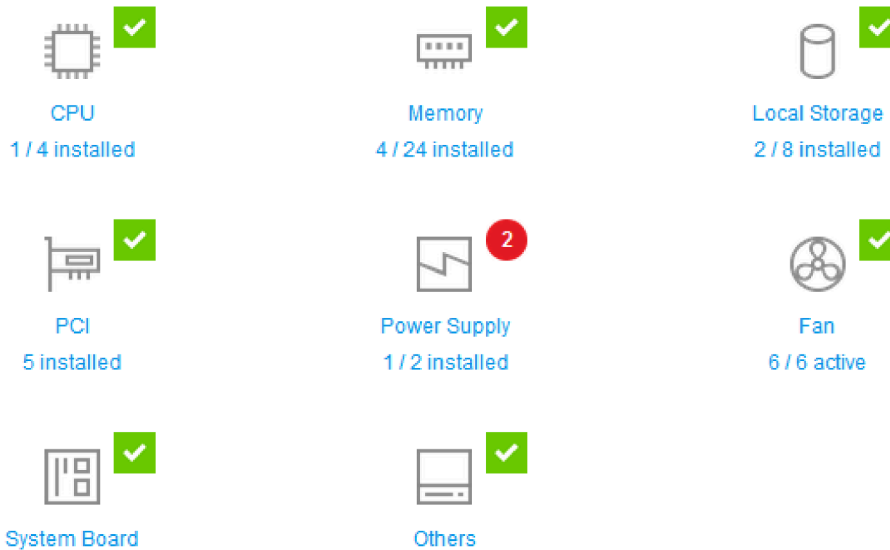 CPU
1 / 4 installed
Memory
4 / 24 installed
Local Storage
2 / 8 installed
PCI
5 installed
2
Power Supply
1 / 2 installed
Fan
6 / 6 active
System Board
Others